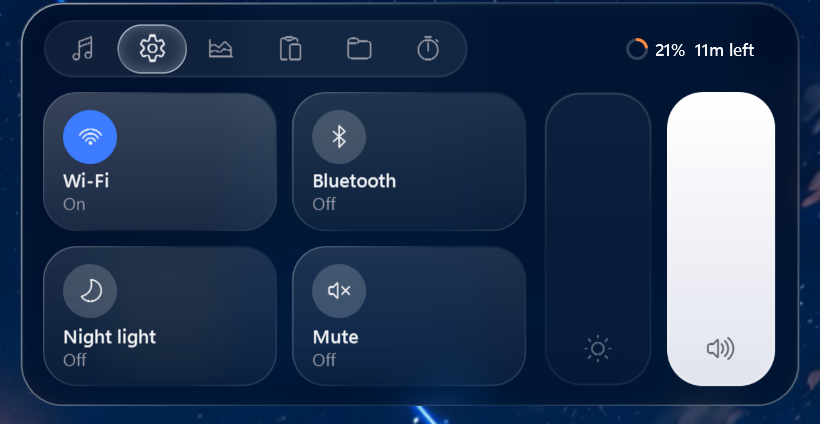 21% 11m left
Wi-Fi
On
Bluetooth
Off
Night light
Off
Mute
Off